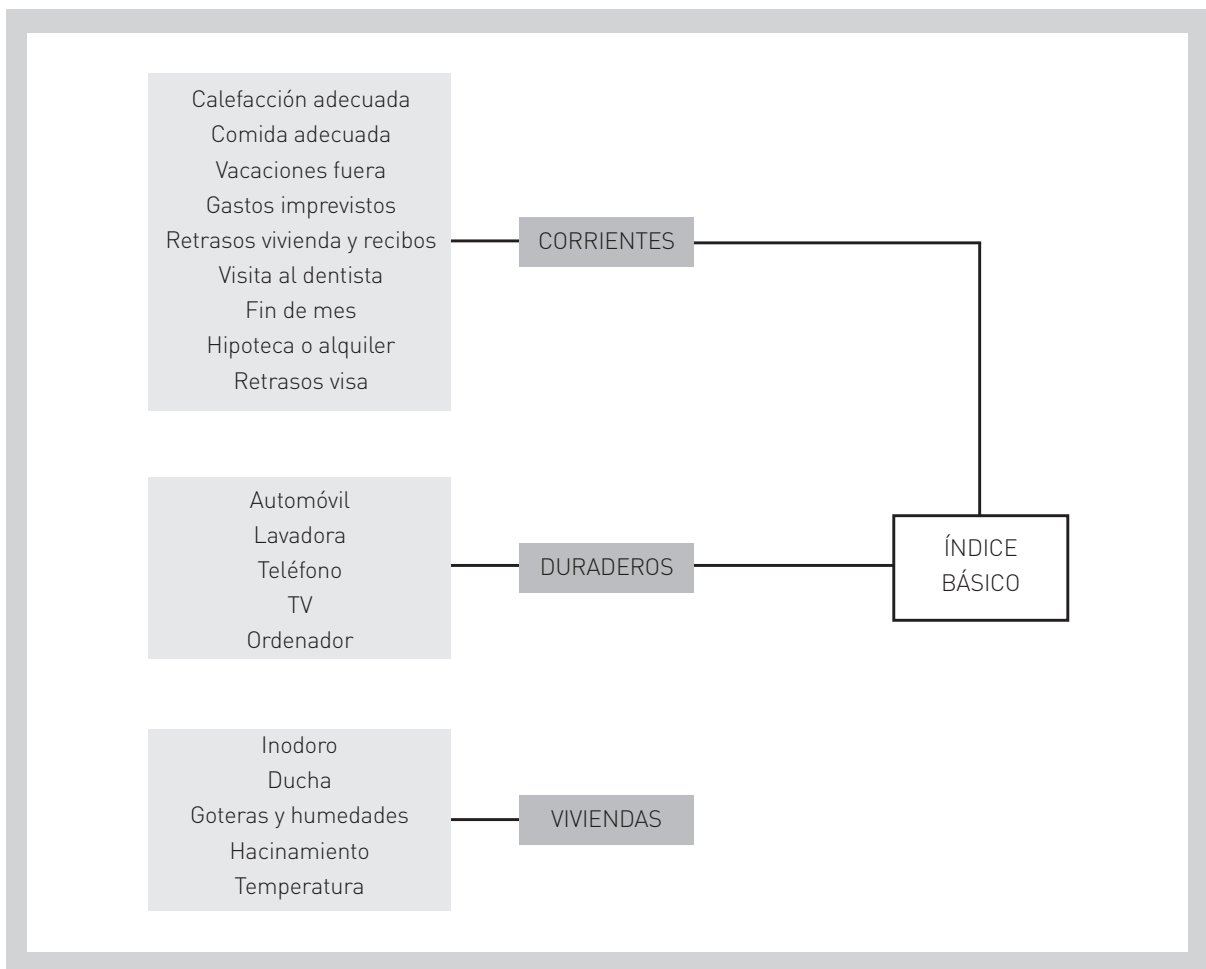 Calefacción adecuada
Comida adecuada
Vacaciones fuera
Gastos imprevistos
Retrasos vivienda y recibos
Visita al dentista
Fin de mes
Hipoteca o alquiler
Retrasos visa
CORRIENTES
Automóvil
Lavadora
Teléfono
TV
Ordenador
DURADEROS
ÍNDICE
BÁSICO
Inodoro
Ducha
Goteras y humedades
Hacinamiento
Temperatura
VIVIENDAS